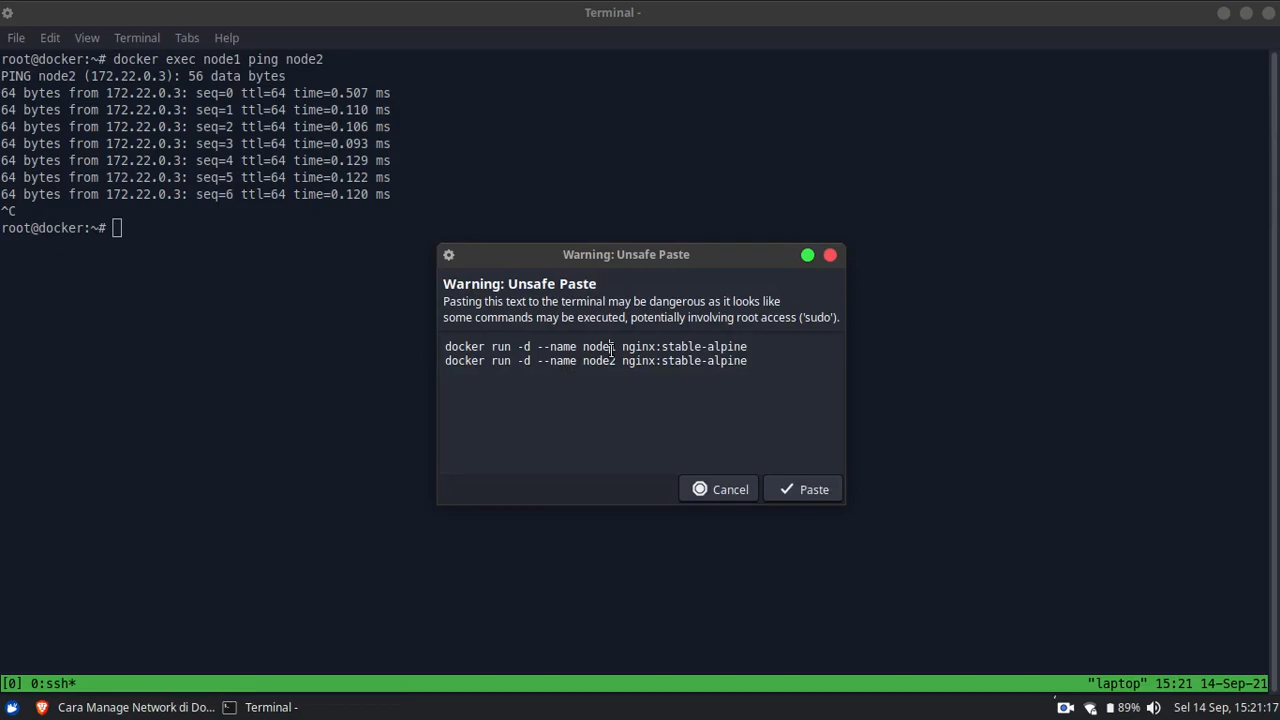 Terminal -
File Edit View Terminal Tabs Help
root@docker:~# docker exec node1 ping node2
PING node2 (172.22.0.3): 56 data bytes
64 bytes from 172.22.0.3: seq=0 ttl=64 time=0.507 ms
64 bytes from 172.22.0.3: seq=1 ttl=64 time=0.110 ms
64 bytes from 172.22.0.3: seq=2 ttl=64 time=0.106 ms
64 bytes from 172.22.0.3: seq=3 ttl=64 time=0.093 ms
64 bytes from 172.22.0.3: seq=4 ttl=64 time=0.129 ms
64 bytes from 172.22.0.3: seq=5 ttl=64 time=0.122 ms
64 bytes from 172.22.0.3: seq=6 ttl=64 time=0.120 ms
^C
root@docker:~#
Warning: Unsafe Paste
Warning: Unsafe Paste
Pasting this text to the terminal may be dangerous as it looks like
some commands may be executed, potentially involving root access ('sudo').
docker run -d --name node1 nginx:stable-alpine
docker run -d --name node2 nginx:stable-alpine
Cancel Paste
[0] 0:ssh* "laptop" 15:21 14-Sep-21
Cara Manage Network di Do... Terminal - 89% Sel 14 Sep, 15:21:17